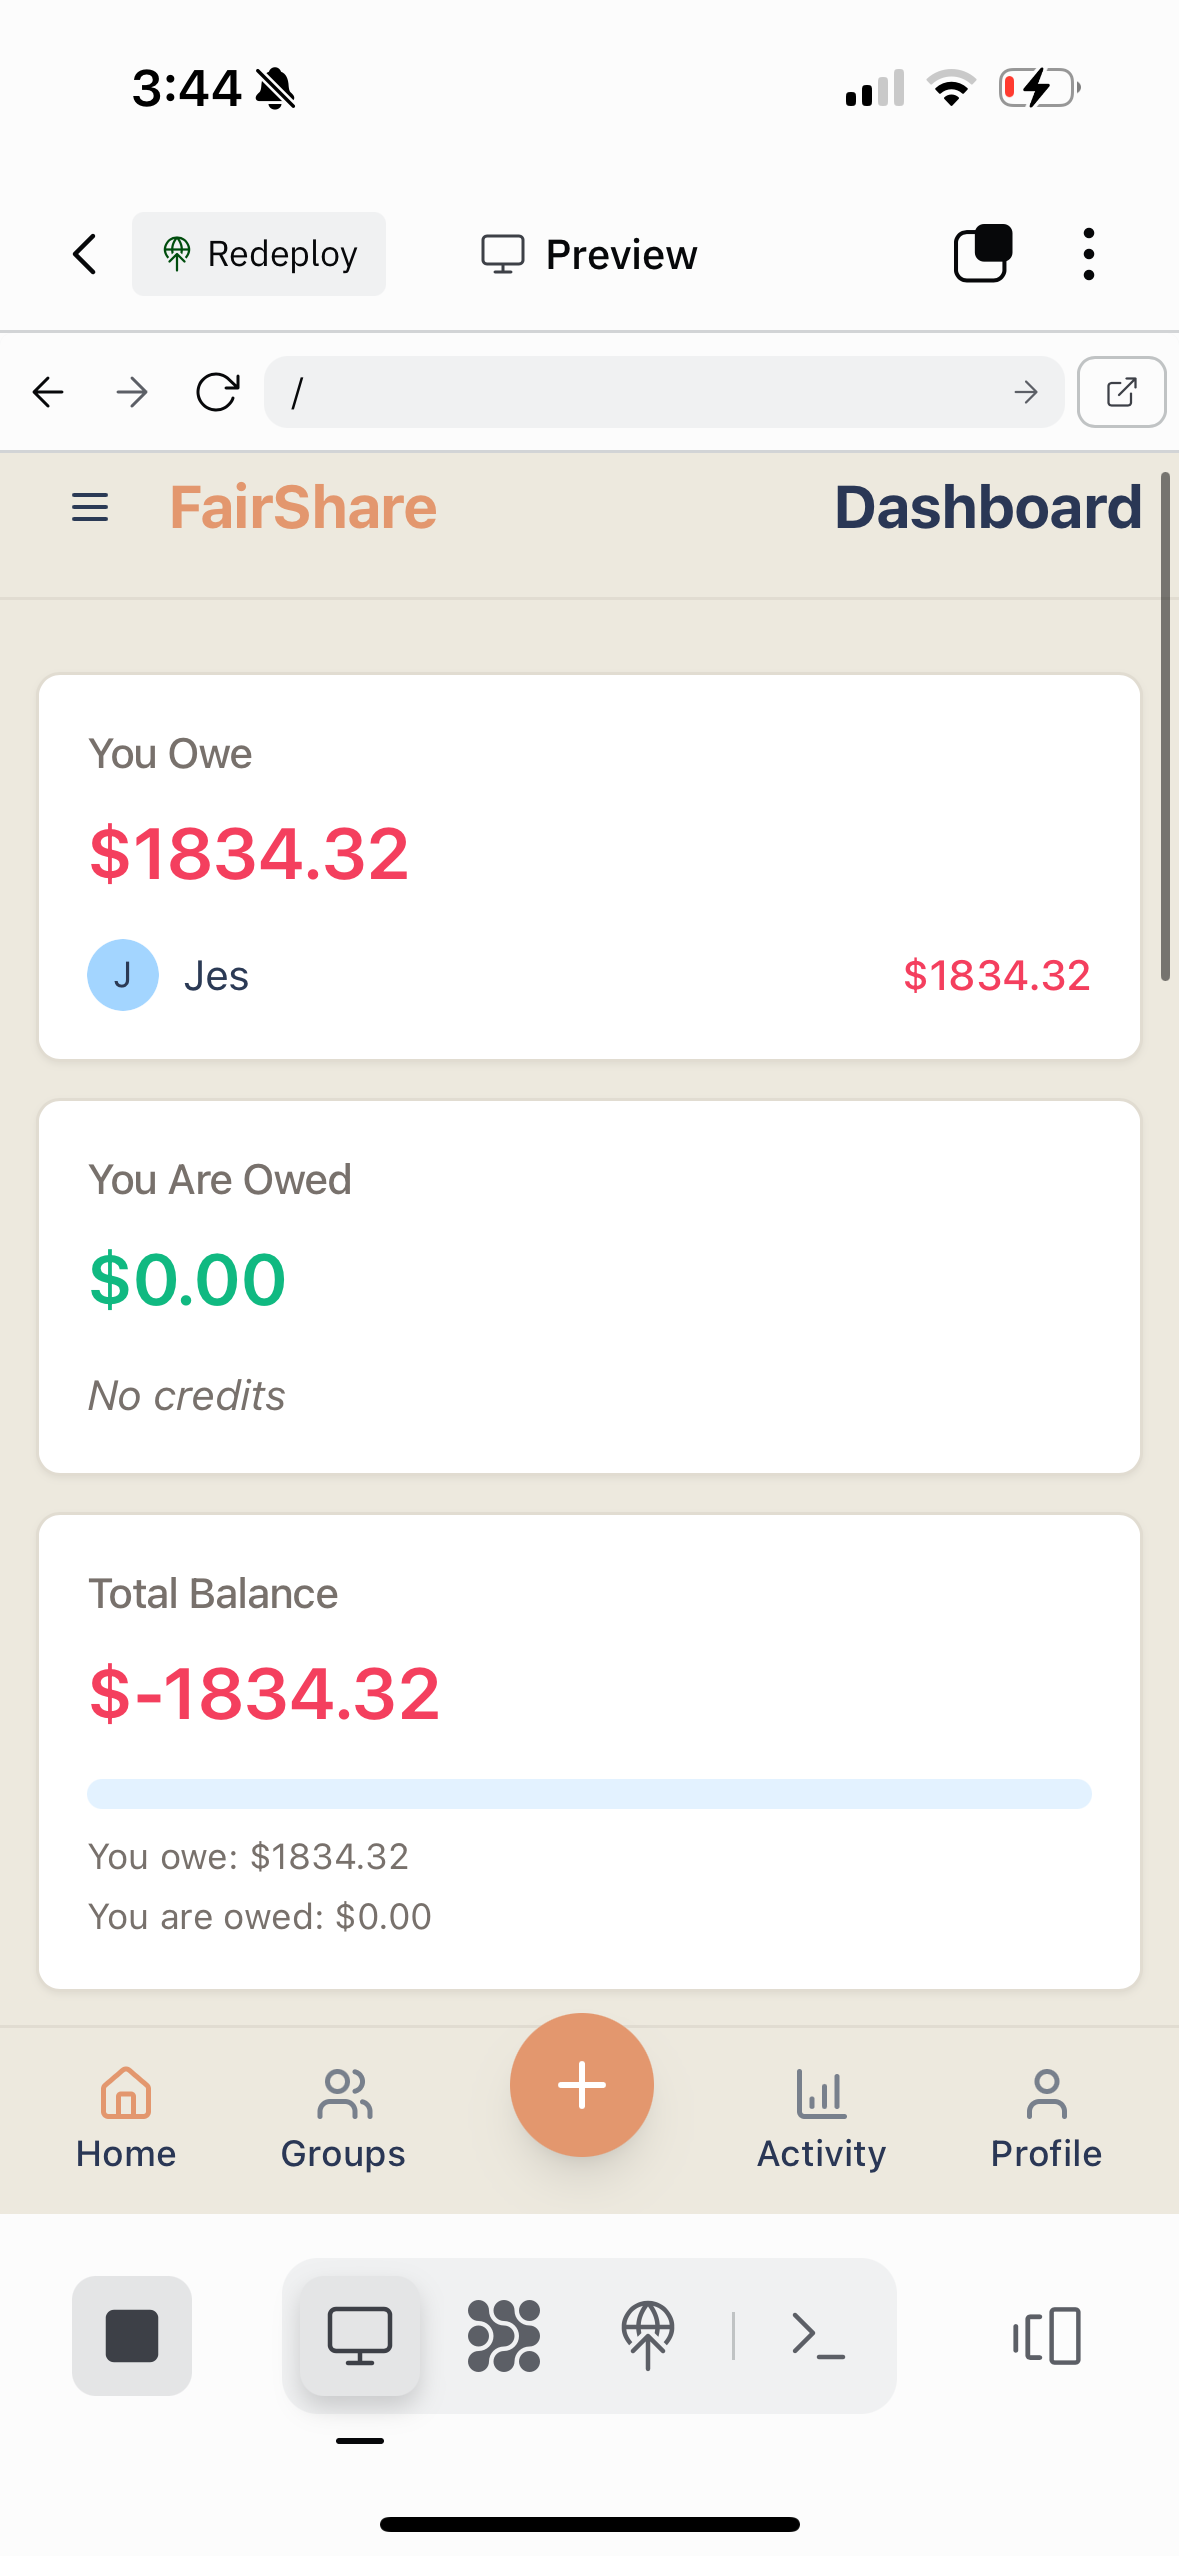 3:44
Redeploy
Preview
/
FairShare
Dashboard
You Owe
$1834.32
J
Jes
$1834.32
You Are Owed
$0.00
No credits
Total Balance
$-1834.32
You owe: $1834.32
You are owed: $0.00
Home
Groups
Activity
Profile